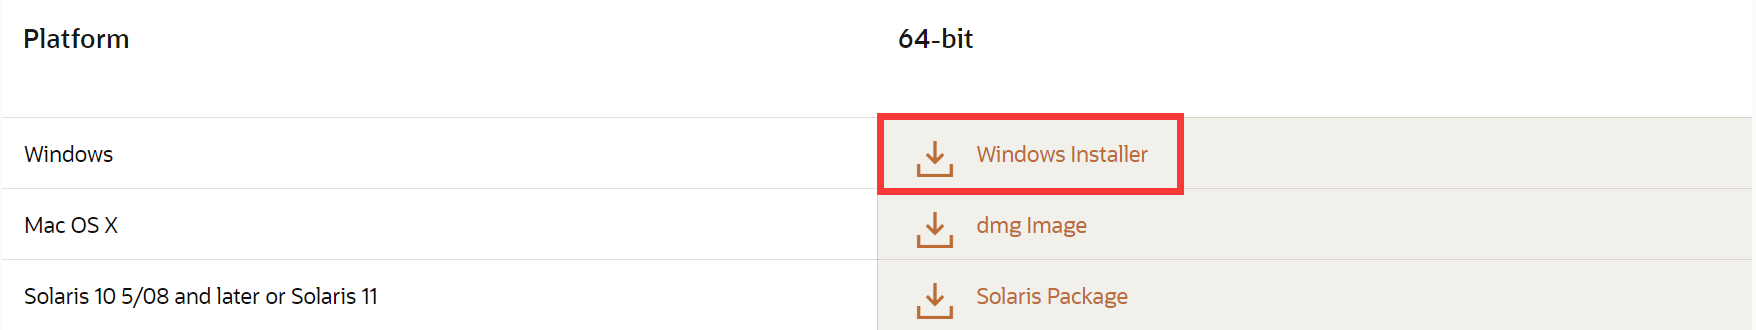 Platform 64-bit
Windows Windows Installer
Mac OS X dmg Image
Solaris 10 5/08 and later or Solaris 11 Solaris Package